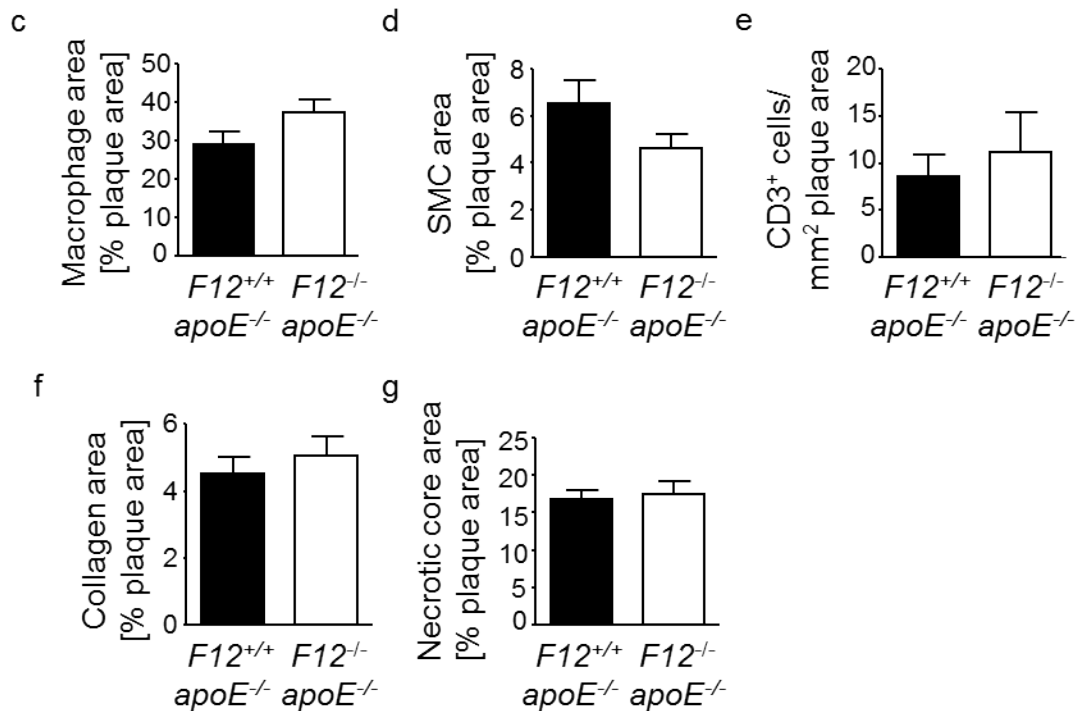 c
Macrophage area
[% plaque area]
50
40
30
20
10
0
F12⁺/⁺ F12⁻/⁻
apoE⁻/⁻ apoE⁻/⁻
d
SMC area
[% plaque area]
8
6
4
2
0
F12⁺/⁺ F12⁻/⁻
apoE⁻/⁻ apoE⁻/⁻
e
CD3⁺ cells/
mm² plaque area
20
15
10
5
0
F12⁺/⁺ F12⁻/⁻
apoE⁻/⁻ apoE⁻/⁻
f
Collagen area
[% plaque area]
6
4
2
0
F12⁺/⁺ F12⁻/⁻
apoE⁻/⁻ apoE⁻/⁻
g
Necrotic core area
[% plaque area]
25
20
15
10
5
0
F12⁺/⁺ F12⁻/⁻
apoE⁻/⁻ apoE⁻/⁻